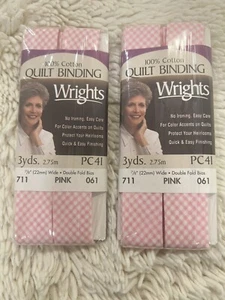 100% Cotton
QUILT BINDING
Wrights
No Ironing, Easy Care
For Color Accents on Quilts
Protect Your Heirlooms
Quick & Easy Finishing
3yds. 2.75m PC41
⅞" (22mm) Wide • Double Fold Bias
711 PINK 061
100% Cotton
QUILT BINDING
Wrights
No Ironing, Easy Care
For Color Accents on Quilts
Protect Your Heirlooms
Quick & Easy Finishing
3yds. 2.75m PC41
⅞" (22mm) Wide • Double Fold Bias
711 PINK 061